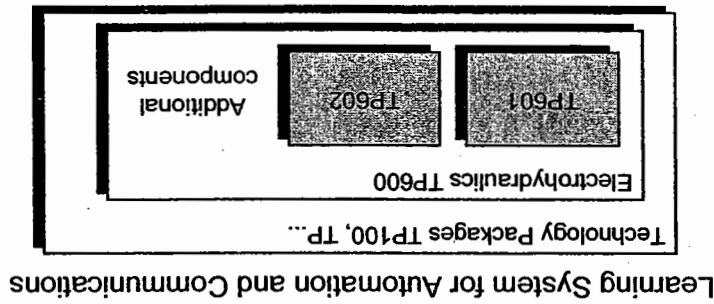 Learning System for Automation and Communications
Technology Packages TP100, TP...
Electrohydraulics TP600
TP601
TP602
Additional
components